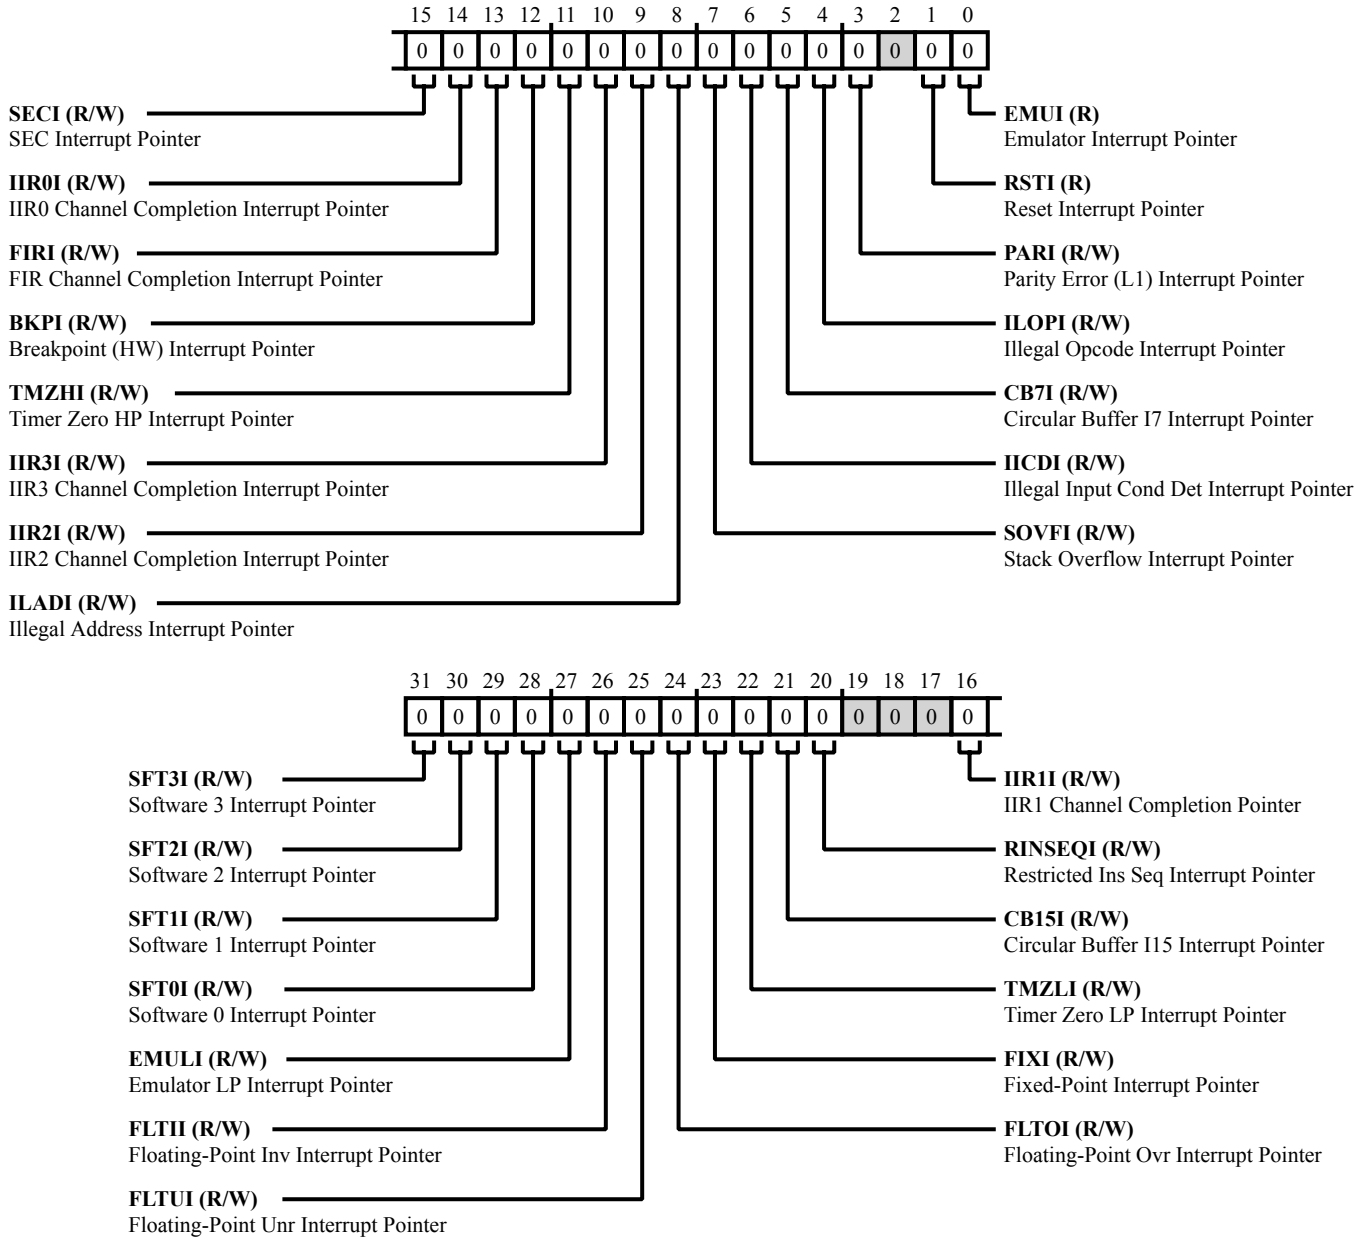 15 14 13 12 11 10 9 8 7 6 5 4 3 2 1 0
0 0 0 0 0 0 0 0 0 0 0 0 0 0 0 0
SECI (R/W)
SEC Interrupt Pointer
IIR0I (R/W)
IIR0 Channel Completion Interrupt Pointer
FIRI (R/W)
FIR Channel Completion Interrupt Pointer
BKPI (R/W)
Breakpoint (HW) Interrupt Pointer
TMZHI (R/W)
Timer Zero HP Interrupt Pointer
IIR3I (R/W)
IIR3 Channel Completion Interrupt Pointer
IIR2I (R/W)
IIR2 Channel Completion Interrupt Pointer
ILADI (R/W)
Illegal Address Interrupt Pointer
EMUI (R)
Emulator Interrupt Pointer
RSTI (R)
Reset Interrupt Pointer
PARI (R/W)
Parity Error (L1) Interrupt Pointer
ILOPI (R/W)
Illegal Opcode Interrupt Pointer
CB7I (R/W)
Circular Buffer I7 Interrupt Pointer
IICDI (R/W)
Illegal Input Cond Det Interrupt Pointer
SOVFI (R/W)
Stack Overflow Interrupt Pointer
31 30 29 28 27 26 25 24 23 22 21 20 19 18 17 16
0 0 0 0 0 0 0 0 0 0 0 0 0 0 0 0
SFT3I (R/W)
Software 3 Interrupt Pointer
SFT2I (R/W)
Software 2 Interrupt Pointer
SFT1I (R/W)
Software 1 Interrupt Pointer
SFT0I (R/W)
Software 0 Interrupt Pointer
EMULI (R/W)
Emulator LP Interrupt Pointer
FLTII (R/W)
Floating-Point Inv Interrupt Pointer
FLTUI (R/W)
Floating-Point Unr Interrupt Pointer
IIR1I (R/W)
IIR1 Channel Completion Pointer
RINSEQI (R/W)
Restricted Ins Seq Interrupt Pointer
CB15I (R/W)
Circular Buffer I15 Interrupt Pointer
TMZLI (R/W)
Timer Zero LP Interrupt Pointer
FIXI (R/W)
Fixed-Point Interrupt Pointer
FLTOI (R/W)
Floating-Point Ovr Interrupt Pointer